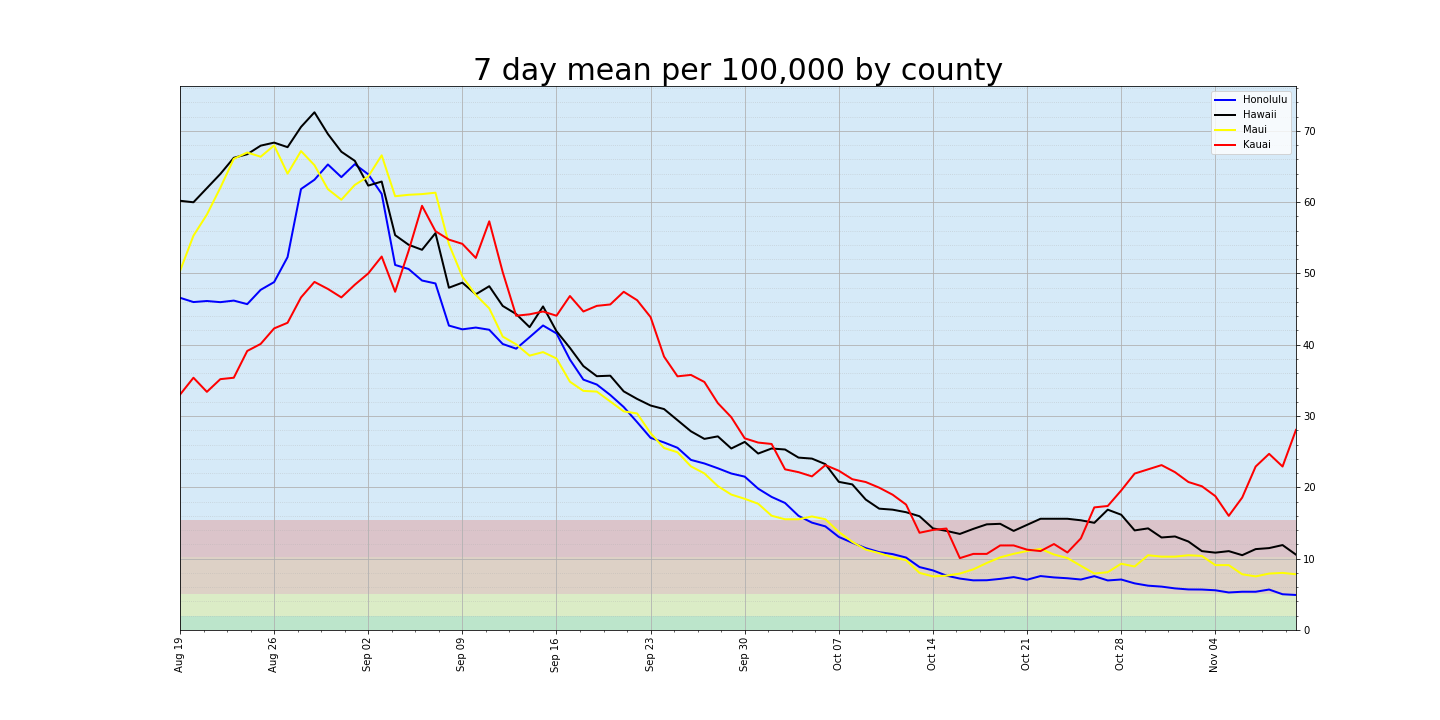 7 day mean per 100,000 by county
Honolulu
Hawaii
Maui
Kauai
70
60
50
40
30
20
10
0
Aug 19
Aug 26
Sep 02
Sep 09
Sep 16
Sep 23
Sep 30
Oct 07
Oct 14
Oct 21
Oct 28
Nov 04